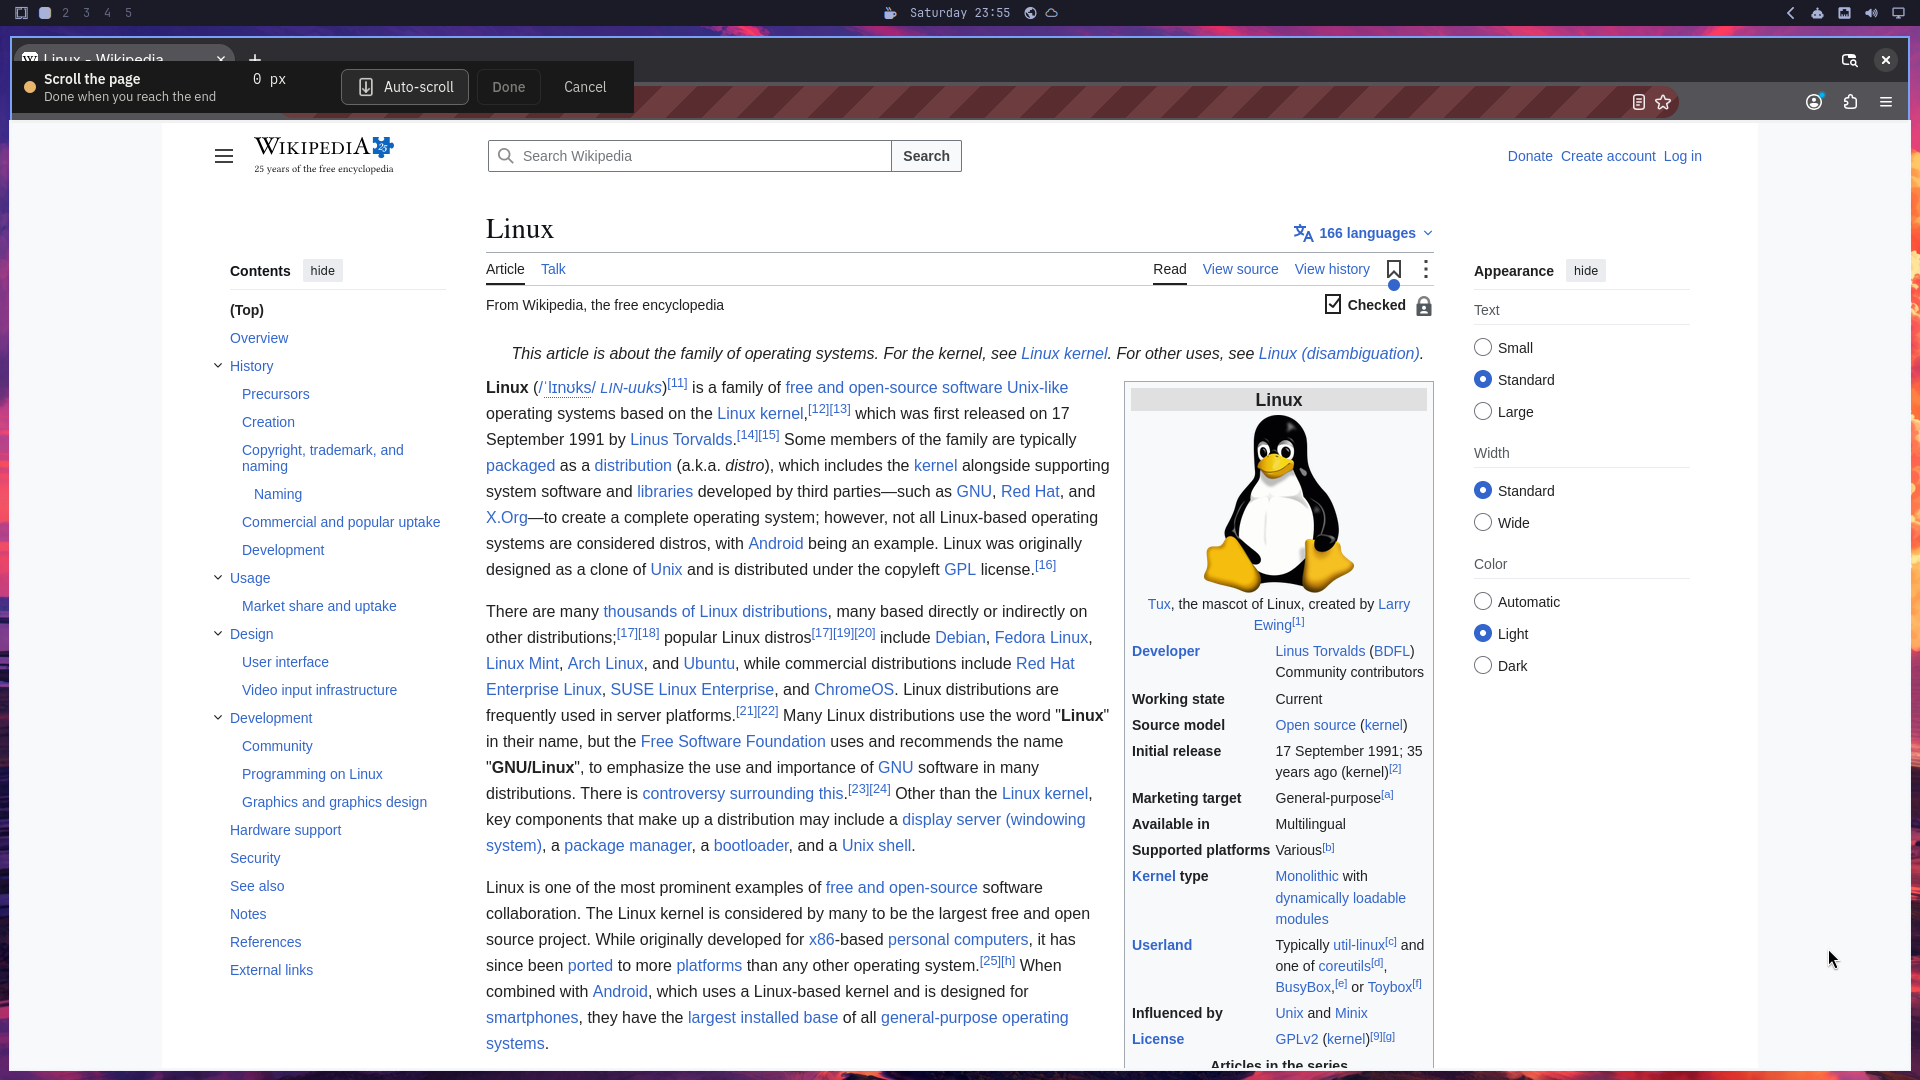 2 3 4 5
Saturday 23:55
Linux - Wikipedia
Scroll the page
Done when you reach the end
0 px
Auto-scroll
Done
Cancel
WIKIPEDIA 25
25 years of the free encyclopedia
Search Wikipedia
Search
Donate Create account Log in
Linux
166 languages
Article Talk
Read View source View history
From Wikipedia, the free encyclopedia
Checked
Contents hide
(Top)
Overview
History
Precursors
Creation
Copyright, trademark, and
naming
Naming
Commercial and popular uptake
Development
Usage
Market share and uptake
Design
User interface
Video input infrastructure
Development
Community
Programming on Linux
Graphics and graphics design
Hardware support
Security
See also
Notes
References
External links
This article is about the family of operating systems. For the kernel, see Linux kernel. For other uses, see Linux (disambiguation).
Linux (/ˈlɪnʊks/ LIN-uuks)[11] is a family of free and open-source software Unix-like
operating systems based on the Linux kernel,[12][13] which was first released on 17
September 1991 by Linus Torvalds.[14][15] Some members of the family are typically
packaged as a distribution (a.k.a. distro), which includes the kernel alongside supporting
system software and libraries developed by third parties—such as GNU, Red Hat, and
X.Org—to create a complete operating system; however, not all Linux-based operating
systems are considered distros, with Android being an example. Linux was originally
designed as a clone of Unix and is distributed under the copyleft GPL license.[16]
There are many thousands of Linux distributions, many based directly or indirectly on
other distributions;[17][18] popular Linux distros[17][19][20] include Debian, Fedora Linux,
Linux Mint, Arch Linux, and Ubuntu, while commercial distributions include Red Hat
Enterprise Linux, SUSE Linux Enterprise, and ChromeOS. Linux distributions are
frequently used in server platforms.[21][22] Many Linux distributions use the word "Linux"
in their name, but the Free Software Foundation uses and recommends the name
"GNU/Linux", to emphasize the use and importance of GNU software in many
distributions. There is controversy surrounding this.[23][24] Other than the Linux kernel,
key components that make up a distribution may include a display server (windowing
system), a package manager, a bootloader, and a Unix shell.
Linux is one of the most prominent examples of free and open-source software
collaboration. The Linux kernel is considered by many to be the largest free and open
source project. While originally developed for x86-based personal computers, it has
since been ported to more platforms than any other operating system.[25][h] When
combined with Android, which uses a Linux-based kernel and is designed for
smartphones, they have the largest installed base of all general-purpose operating
systems.
Linux
Tux, the mascot of Linux, created by Larry
Ewing[1]
Developer Linus Torvalds (BDFL)
Community contributors
Working state Current
Source model Open source (kernel)
Initial release 17 September 1991; 35
years ago (kernel)[2]
Marketing target General-purpose[a]
Available in Multilingual
Supported platforms Various[b]
Kernel type Monolithic with
dynamically loadable
modules
Userland Typically util-linux[c] and
one of coreutils[d],
BusyBox,[e] or Toybox[f]
Influenced by Unix and Minix
License GPLv2 (kernel)[9][g]
Articles in the series
Appearance hide
Text
Small
Standard
Large
Width
Standard
Wide
Color
Automatic
Light
Dark